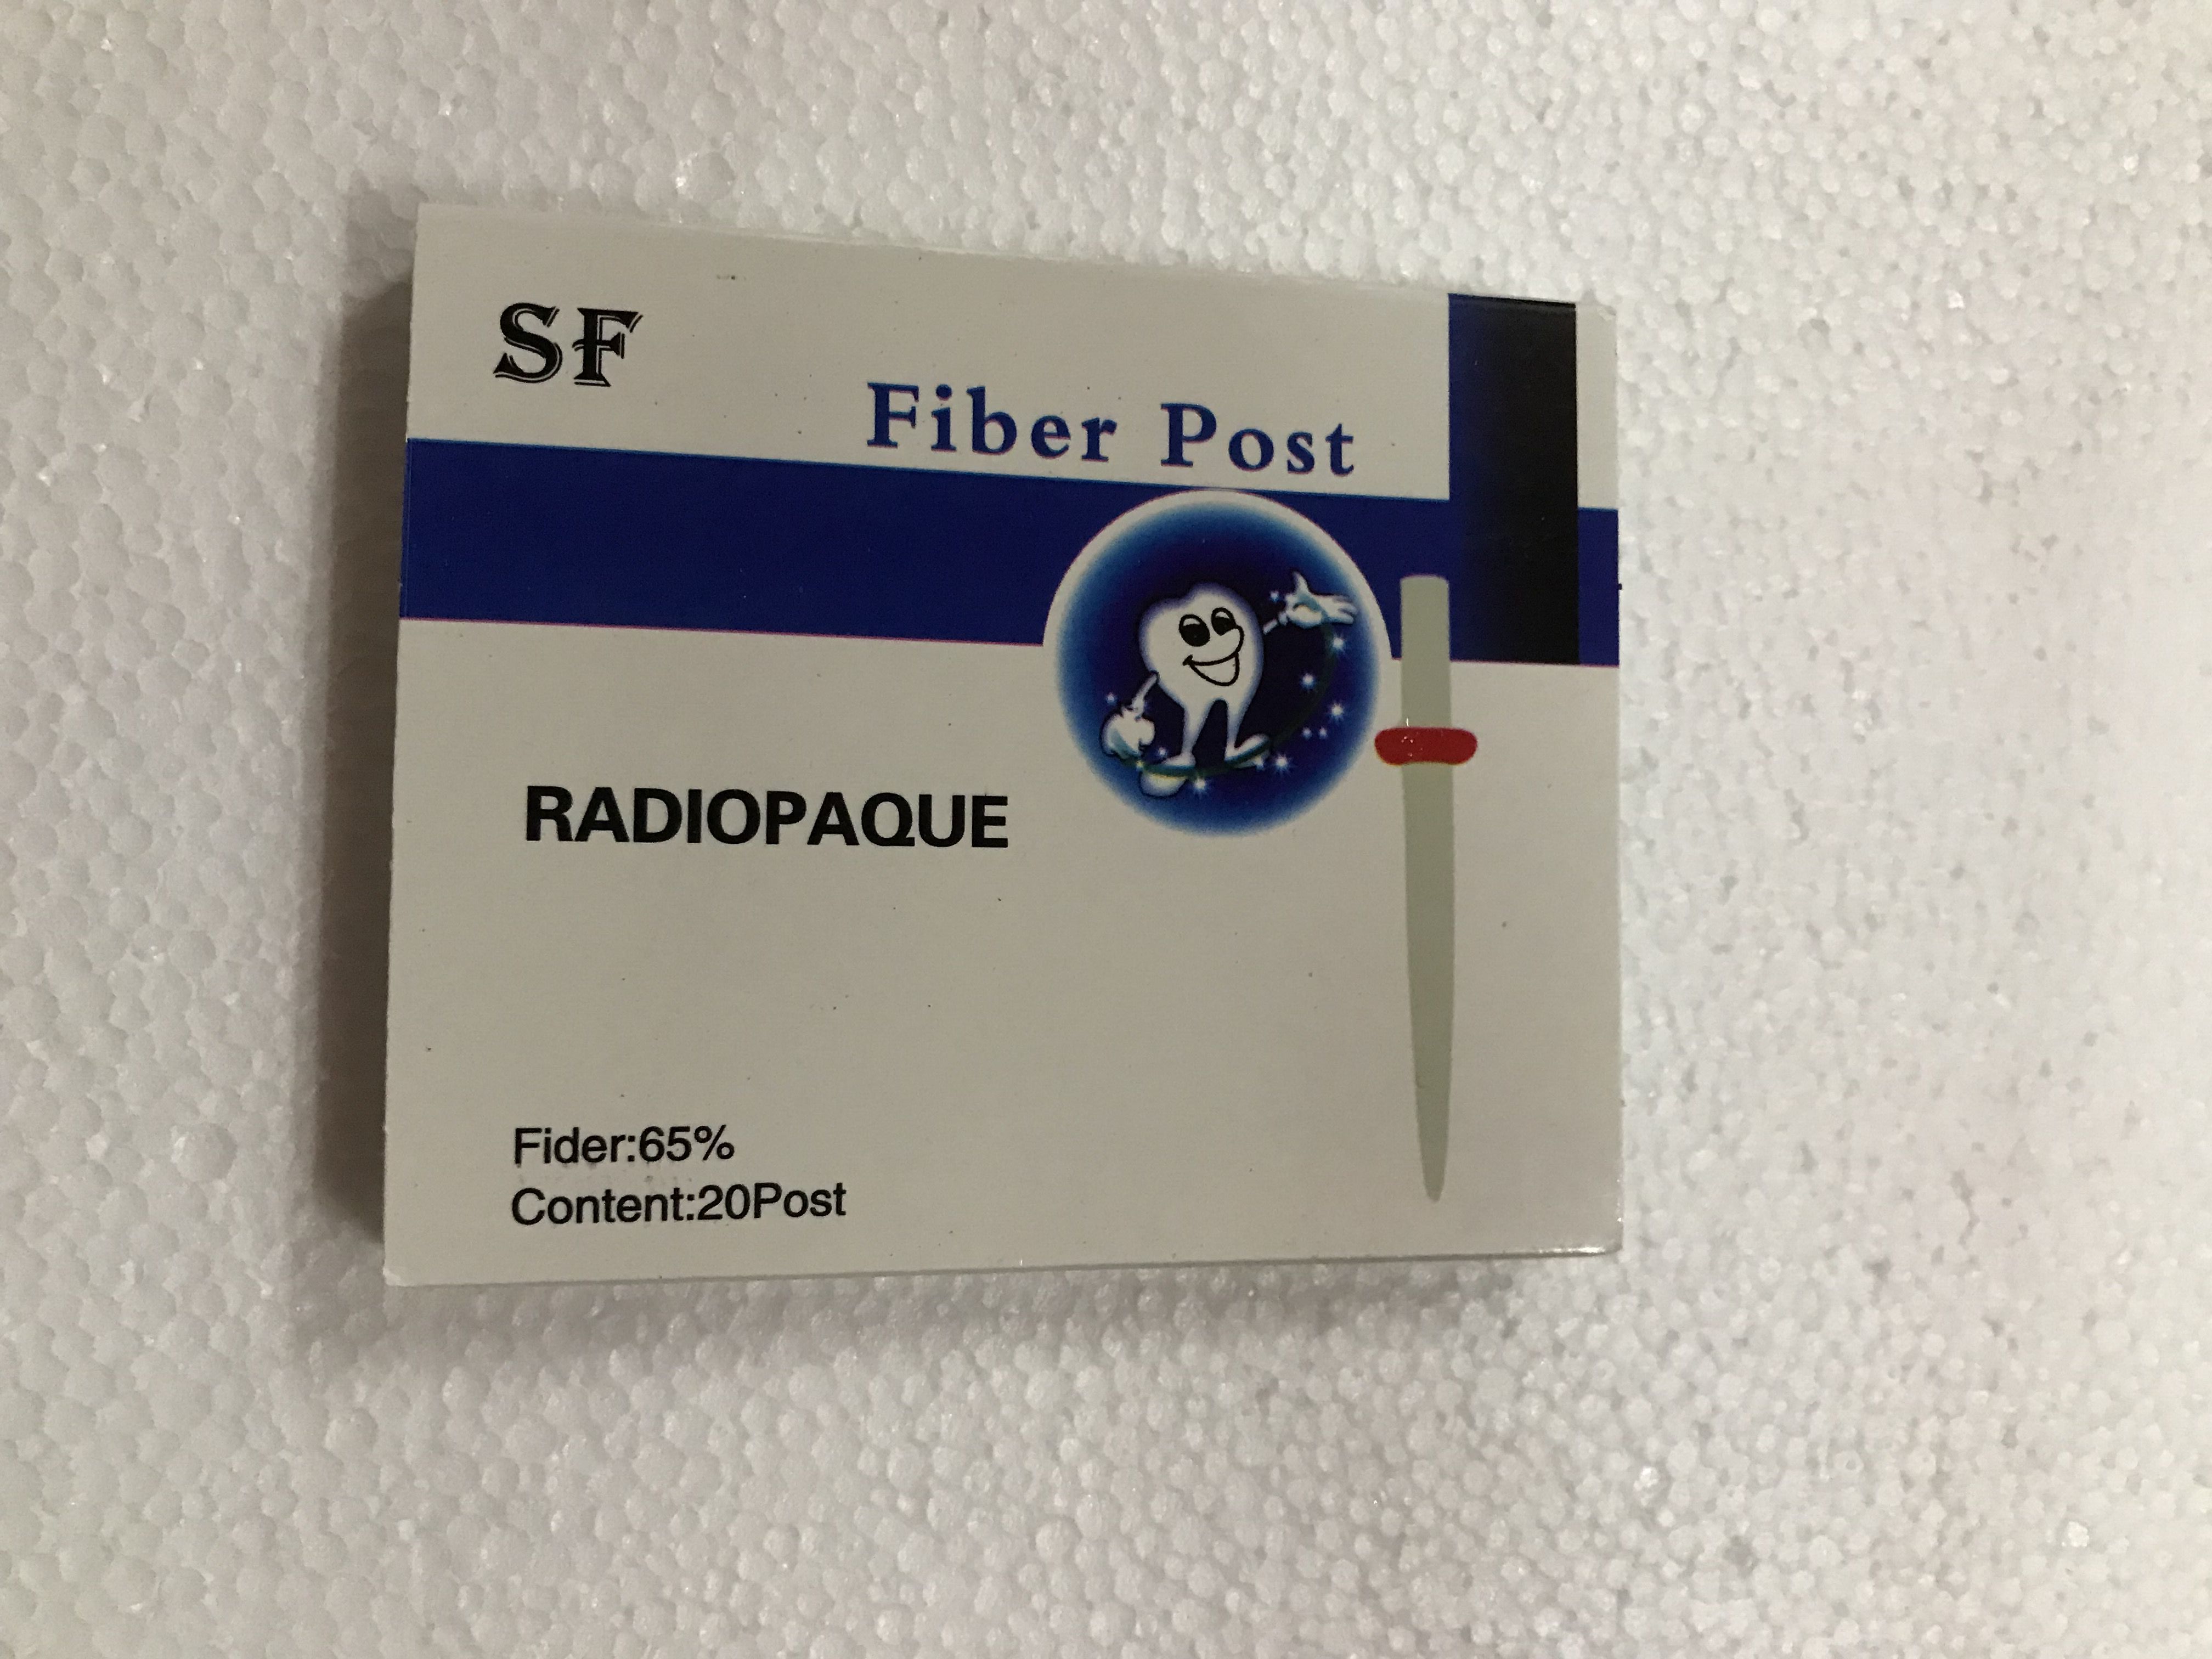 SF
Fiber Post
RADIOPAQUE
Fider:65%
Content:20Post